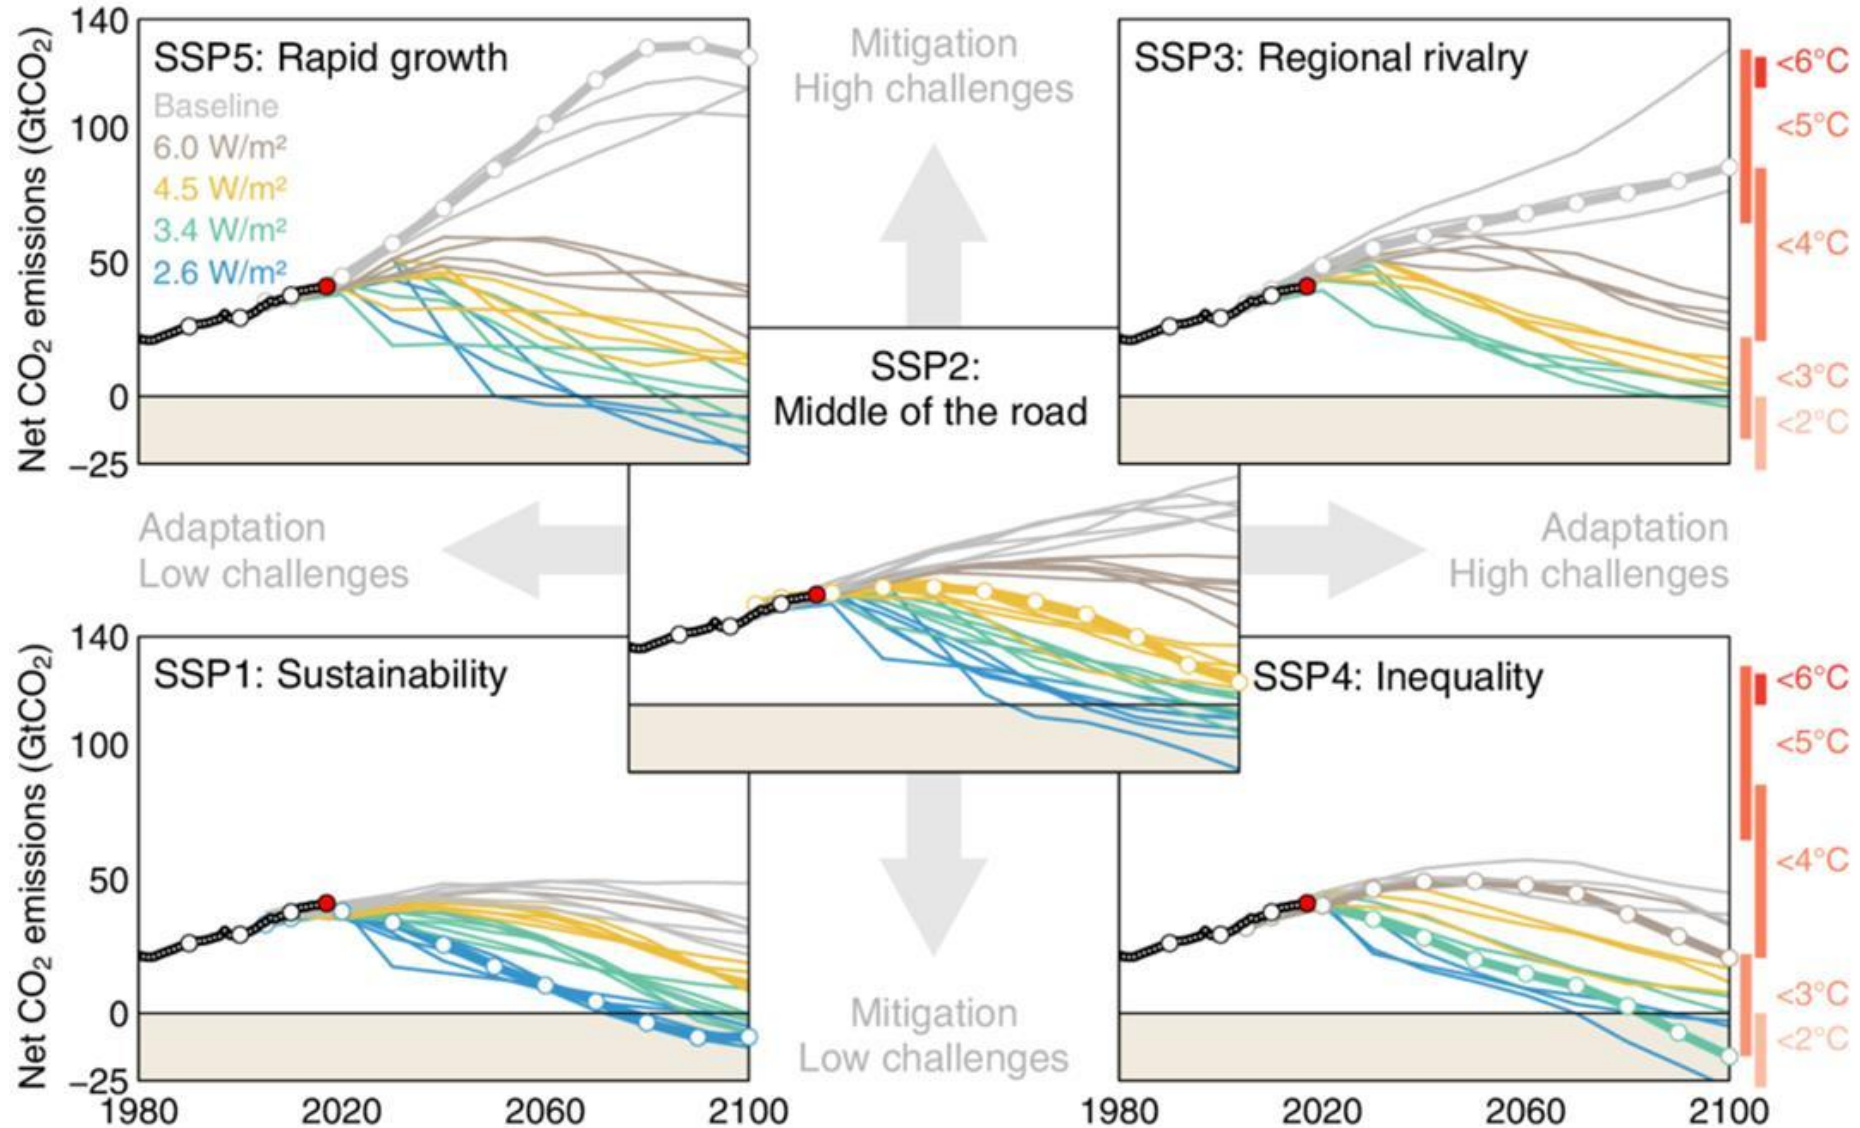 140
100
50
0
−25
Net CO₂ emissions (GtCO₂)
SSP5: Rapid growth
Baseline
6.0 W/m²
4.5 W/m²
3.4 W/m²
2.6 W/m²
Mitigation
High challenges
SSP3: Regional rivalry
<6°C
<5°C
<4°C
<3°C
<2°C
SSP2:
Middle of the road
Adaptation
Low challenges
Adaptation
High challenges
140
100
50
0
−25
Net CO₂ emissions (GtCO₂)
SSP1: Sustainability
SSP4: Inequality
<6°C
<5°C
<4°C
<3°C
<2°C
Mitigation
Low challenges
1980 2020 2060 2100
1980 2020 2060 2100